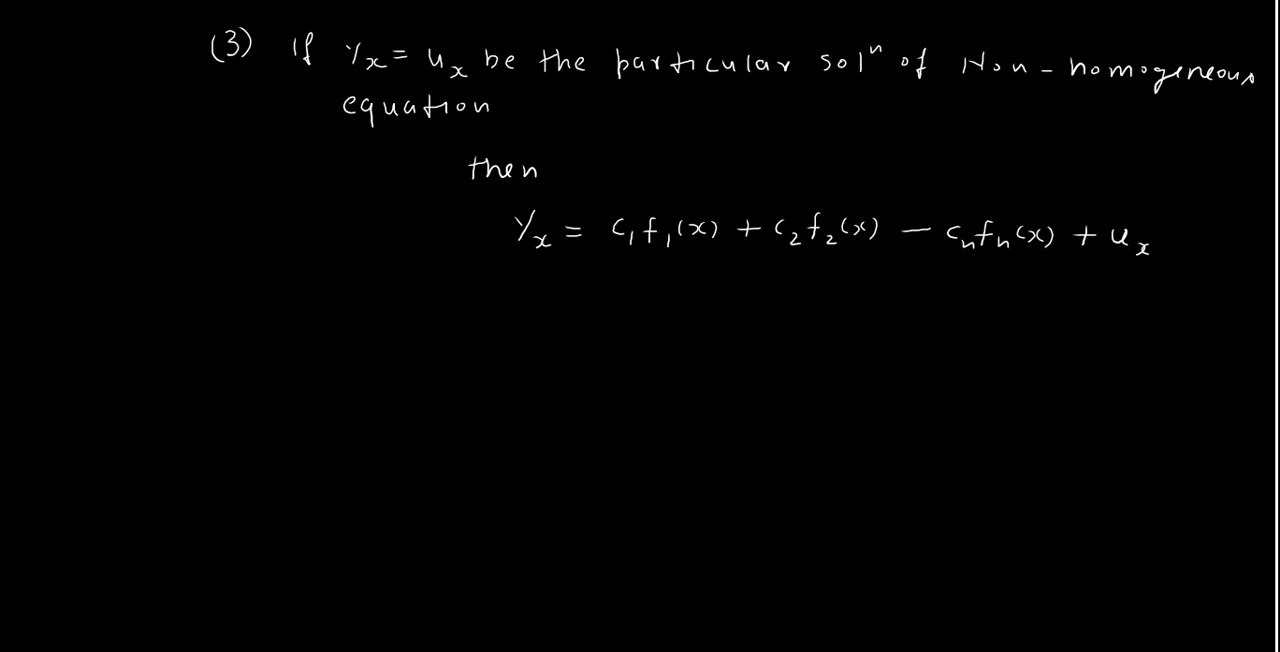 (3) If Yx = ux be the particular solⁿ of Non-homogeneous
equation
then
Yx = c₁f₁(x) + c₂f₂(x) — cₙfₙ(x) + ux